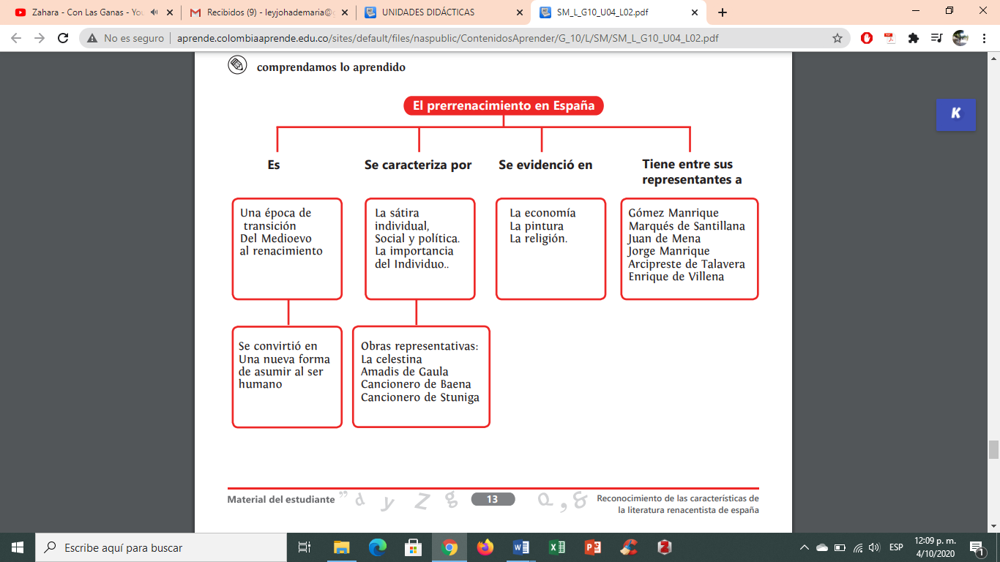 Zahara - Con Las Ganas - You
Recibidos (9) - leyjohademaria@g
UNIDADES DIDÁCTICAS
SM_L_G10_U04_L02.pdf
No es seguro
aprende.colombiaaprende.edu.co/sites/default/files/naspublic/ContenidosAprender/G_10/L/SM/SM_L_G10_U04_L02.pdf
comprendamos lo aprendido
K
El prerrenacimiento en España
Es
Se caracteriza por
Se evidenció en
Tiene entre sus
representantes a
Una época de
transición
Del Medioevo
al renacimiento
La sátira
individual,
Social y política.
La importancia
del Individuo..
La economía
La pintura
La religión.
Gómez Manrique
Marqués de Santillana
Juan de Mena
Jorge Manrique
Arcipreste de Talavera
Enrique de Villena
Se convirtió en
Una nueva forma
de asumir al ser
humano
Obras representativas:
La celestina
Amadis de Gaula
Cancionero de Baena
Cancionero de Stuniga
Material del estudiante
” d y Z g
13
a , &
Reconocimiento de las características de
la literatura renacentista de españa
Escribe aquí para buscar
ESP
12:09 p. m.
4/10/2020
1